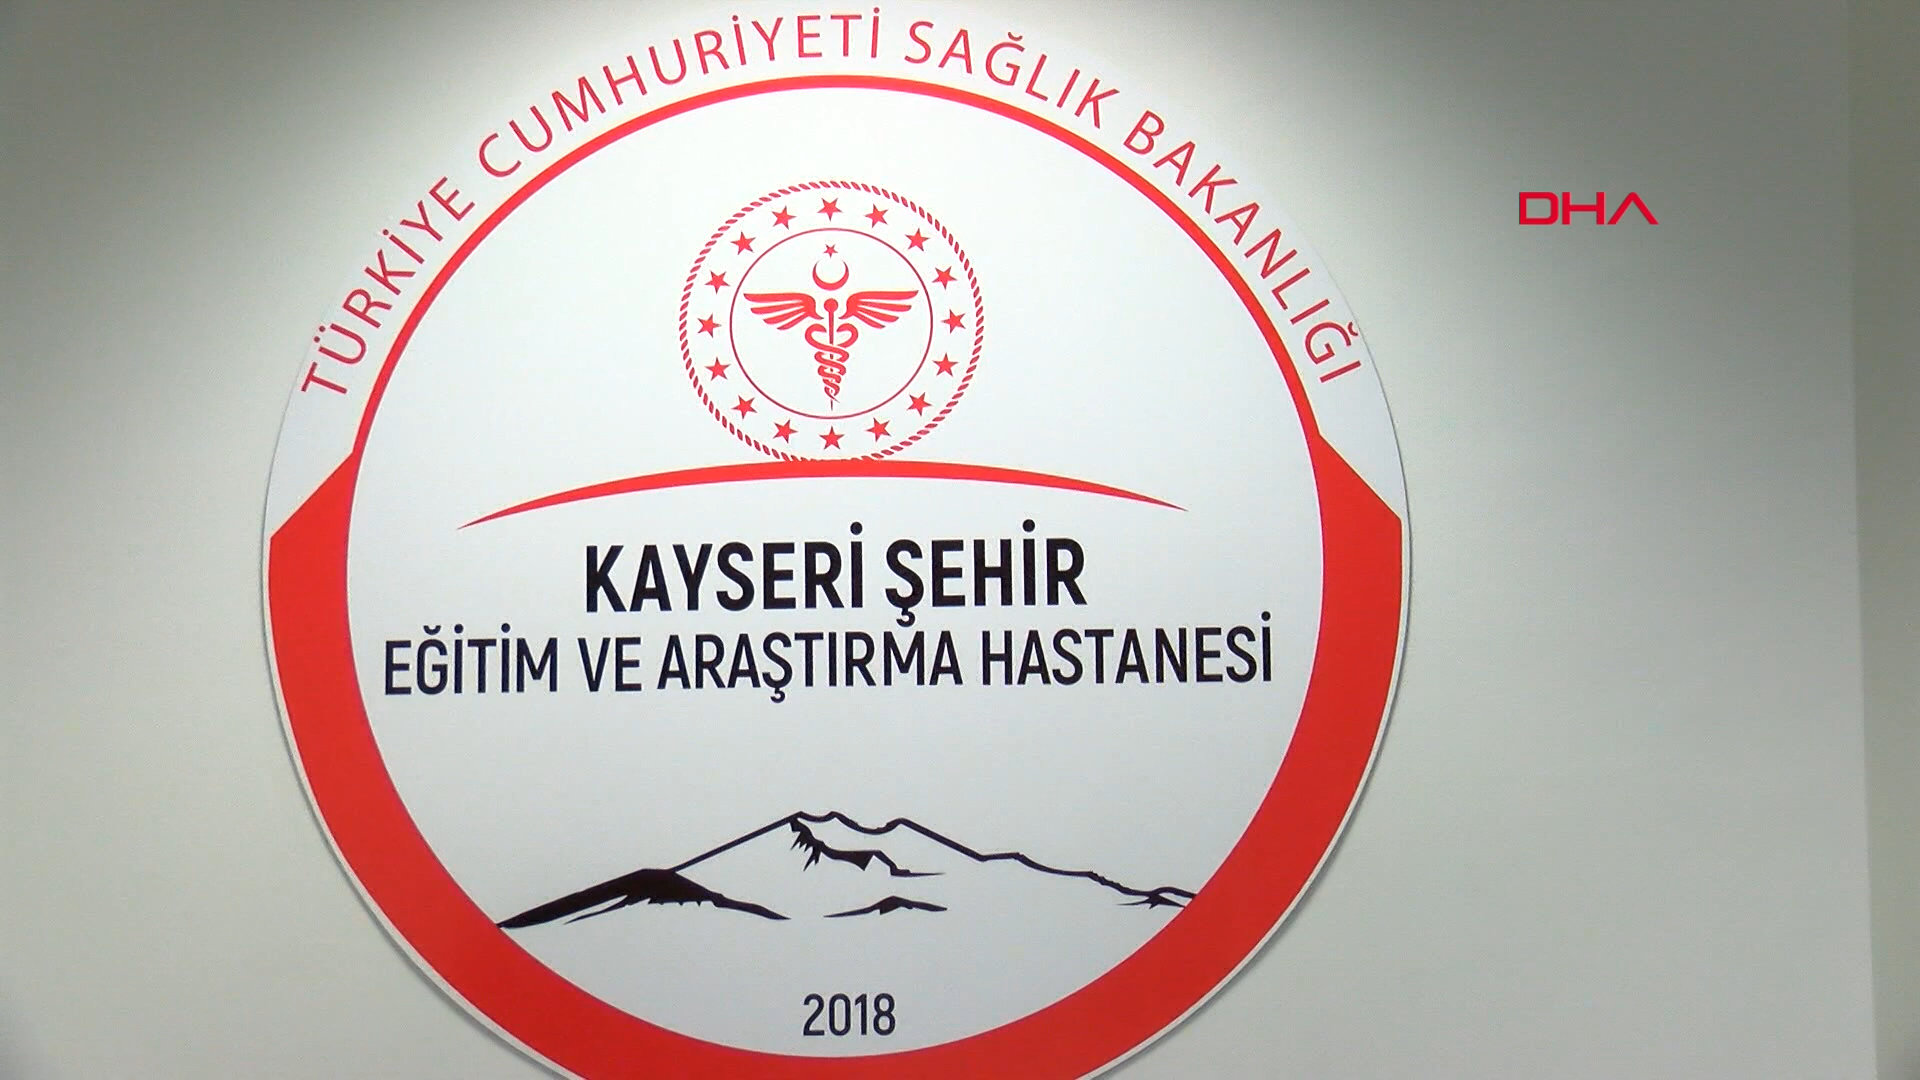 TÜRKİYE CUMHURİYETİ SAĞLIK BAKANLIĞI
DHA
KAYSERİ ŞEHİR
EĞİTİM VE ARAŞTIRMA HASTANESİ
2018